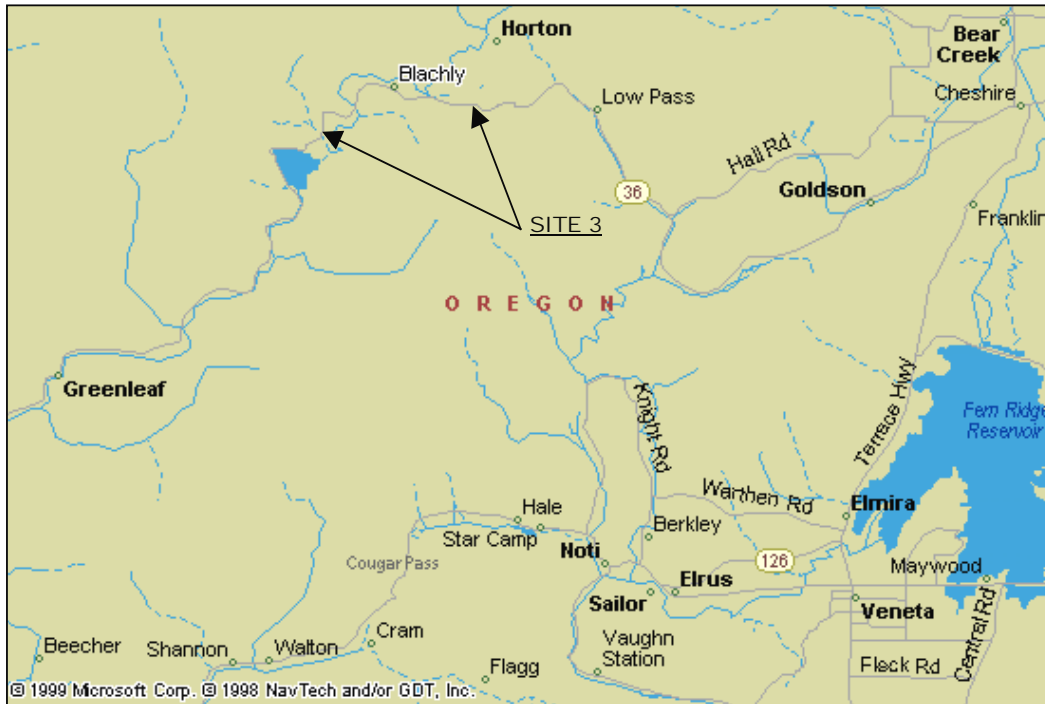 Horton
Bear
Creek
Blachly
Low Pass
Cheshire
Hall Rd
36
Goldson
Franklin
SITE 3
OREGON
Greenleaf
Knight Rd
Terrace Hwy
Fern Ridge
Reservoir
Warthen Rd
Elmira
Hale
Star Camp
Berkley
Noti
Cougar Pass
126
Maywood
Elrus
Sailor
Veneta
Central Rd
Beecher
Shannon
Walton
Cram
Flagg
Vaughn
Station
Fleck Rd
© 1999 Microsoft Corp. © 1998 NavTech and/or GDT, Inc.